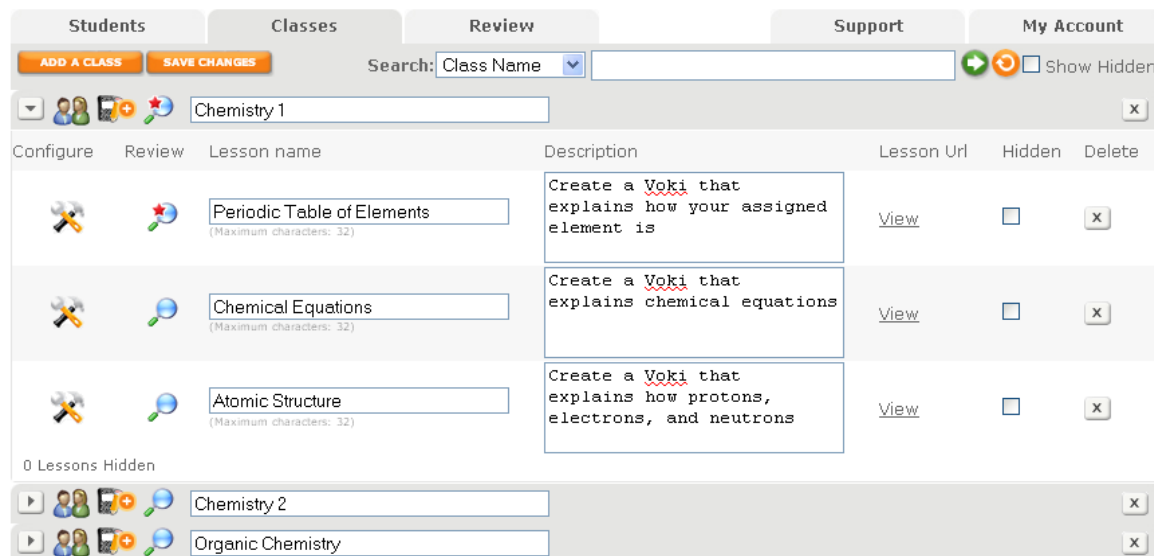 Students Classes Review Support My Account
ADD A CLASS SAVE CHANGES Search: Class Name Show Hidden
Chemistry 1 x
Configure Review Lesson name Description Lesson Url Hidden Delete
Periodic Table of Elements
(Maximum characters: 32)
Create a Voki that
explains how your assigned
element is
View x
Chemical Equations
(Maximum characters: 32)
Create a Voki that
explains chemical equations
View x
Atomic Structure
(Maximum characters: 32)
Create a Voki that
explains how protons,
electrons, and neutrons
View x
0 Lessons Hidden
Chemistry 2 x
Organic Chemistry x